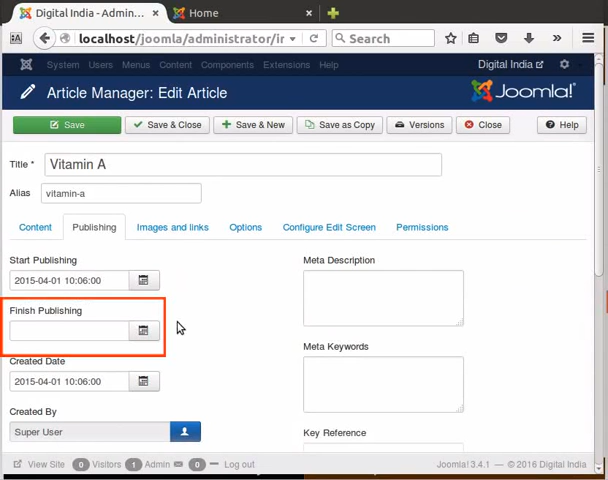 Digital India - Admin...
Home
localhost/joomla/administrator/ir
Search
System Users Menus Content Components Extensions Help
Digital India
Article Manager: Edit Article
Joomla!
Save
Save & Close
Save & New
Save as Copy
Versions
Close
Help
Title * Vitamin A
Alias vitamin-a
Content Publishing Images and links Options Configure Edit Screen Permissions
Start Publishing
2015-04-01 10:06:00
Finish Publishing
Created Date
2015-04-01 10:06:00
Created By
Super User
Meta Description
Meta Keywords
Key Reference
View Site 0 Visitors 1 Admin 0 Log out
Joomla! 3.4.1 — © 2016 Digital India